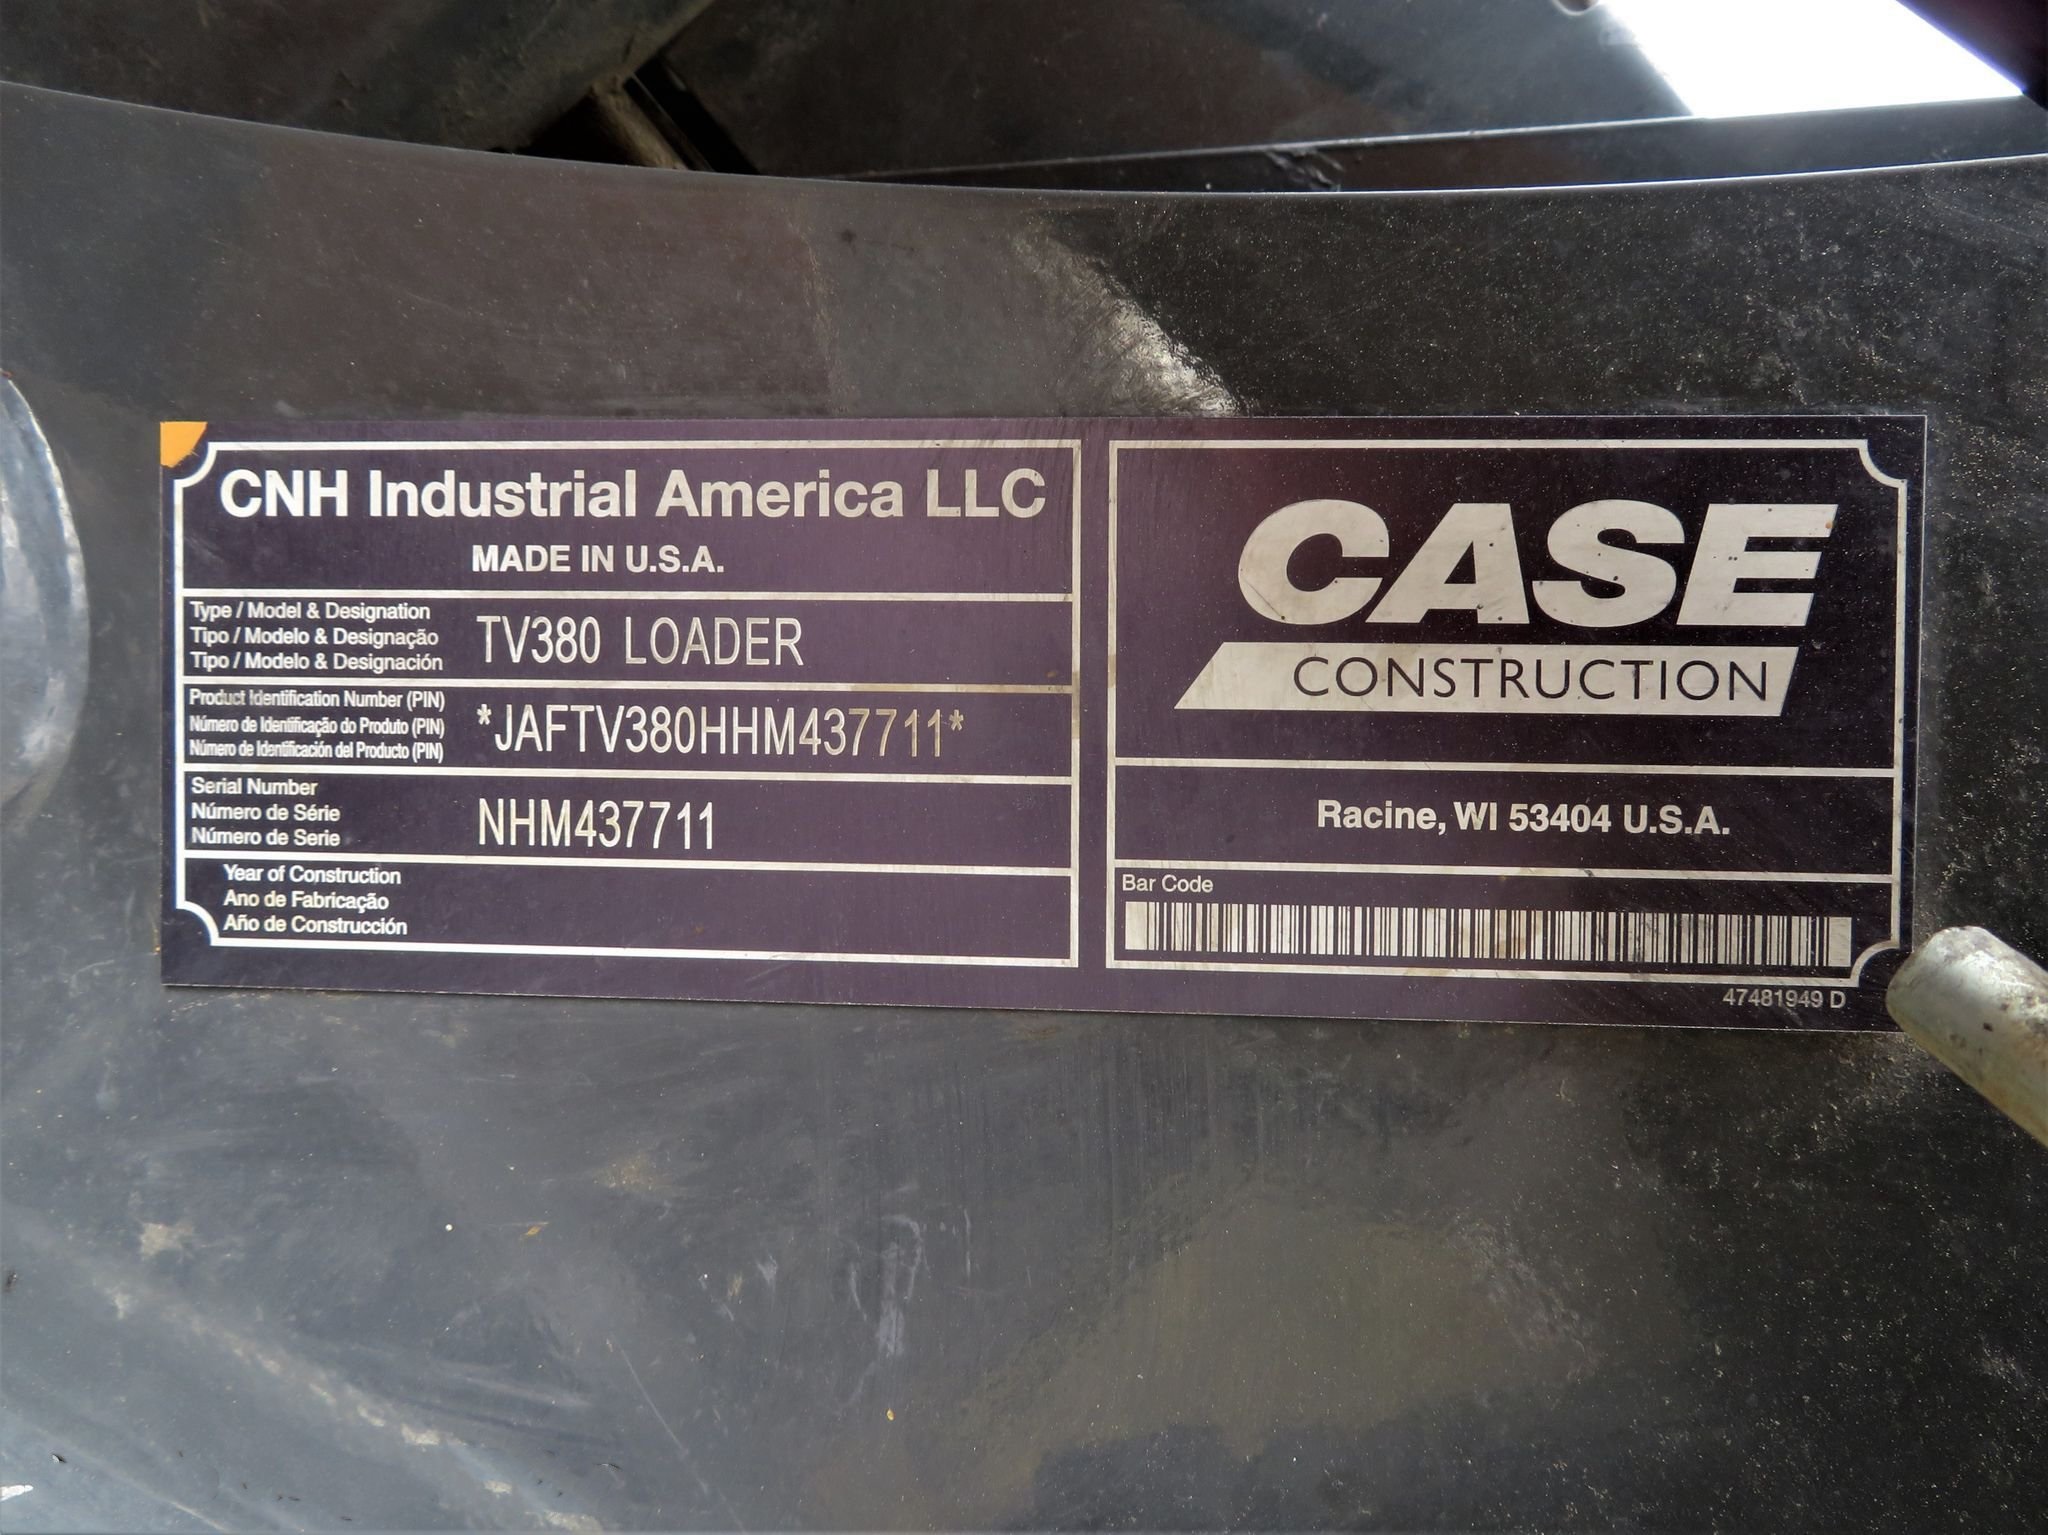 CNH Industrial America LLC
MADE IN U.S.A.
Type / Model & Designation
Tipo / Modelo & Designação
Tipo / Modelo & Designación
TV380 LOADER
Product Identification Number (PIN)
Número de Identificação do Produto (PIN)
Número de Identificación del Producto (PIN)
*JAFTV380HHM437711*
Serial Number
Número de Série
Número de Serie
NHM437711
Year of Construction
Ano de Fabricação
Año de Construcción
CASE
CONSTRUCTION
Racine, WI 53404 U.S.A.
Bar Code
47481949 D